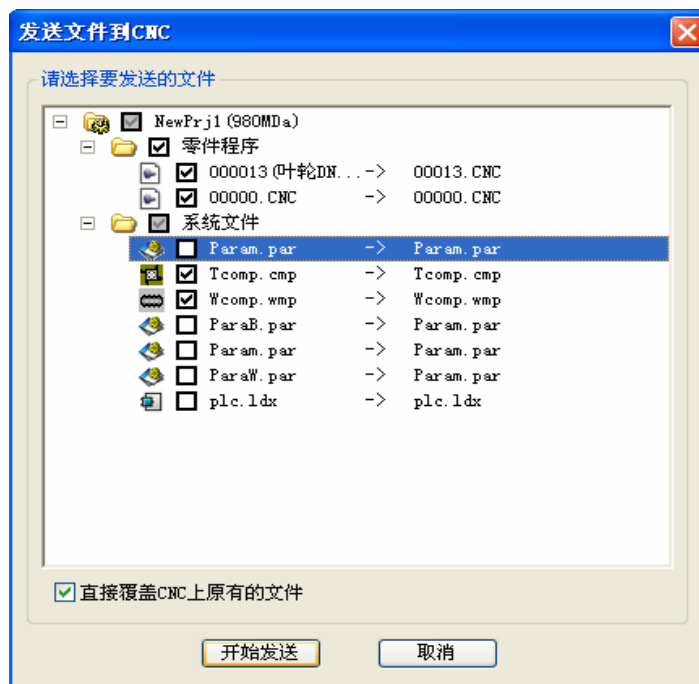 发送文件到CNC
请选择要发送的文件
NewPrj1(980MDa)
零件程序
000013(叶轮DN...-> 00013.CNC
00000.CNC -> 00000.CNC
系统文件
Param.par -> Param.par
Tcomp.cmp -> Tcomp.cmp
Wcomp.wmp -> Wcomp.wmp
ParaB.par -> Param.par
Param.par -> Param.par
ParaW.par -> Param.par
plc.ldx -> plc.ldx
直接覆盖CNC上原有的文件
开始发送 取消